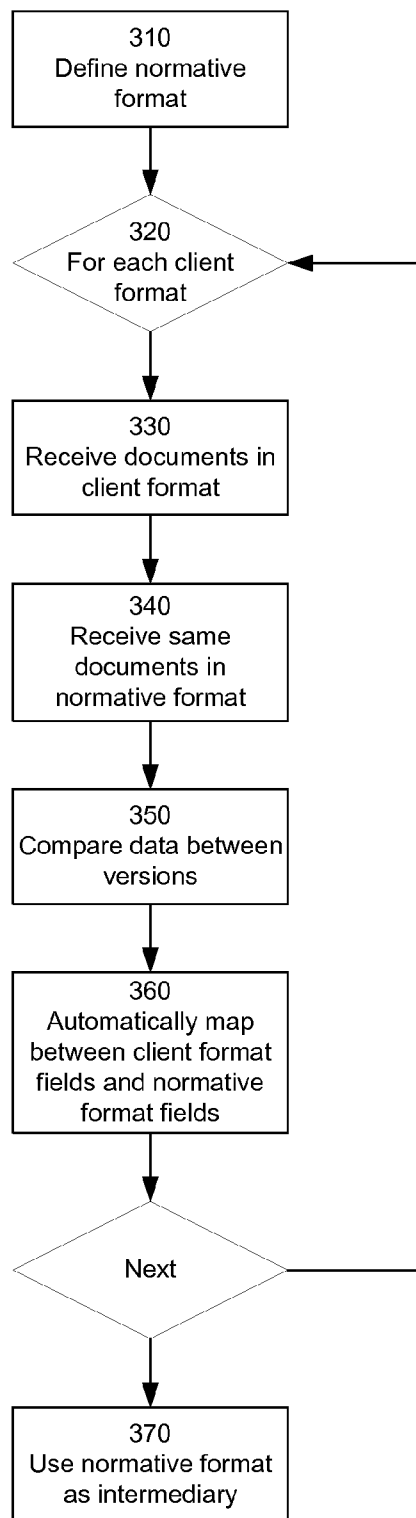 310
Define normative
format
320
For each client
format
330
Receive documents in
client format
340
Receive same
documents in
normative format
350
Compare data between
versions
360
Automatically map
between client format
fields and normative
format fields
Next
370
Use normative format
as intermediary